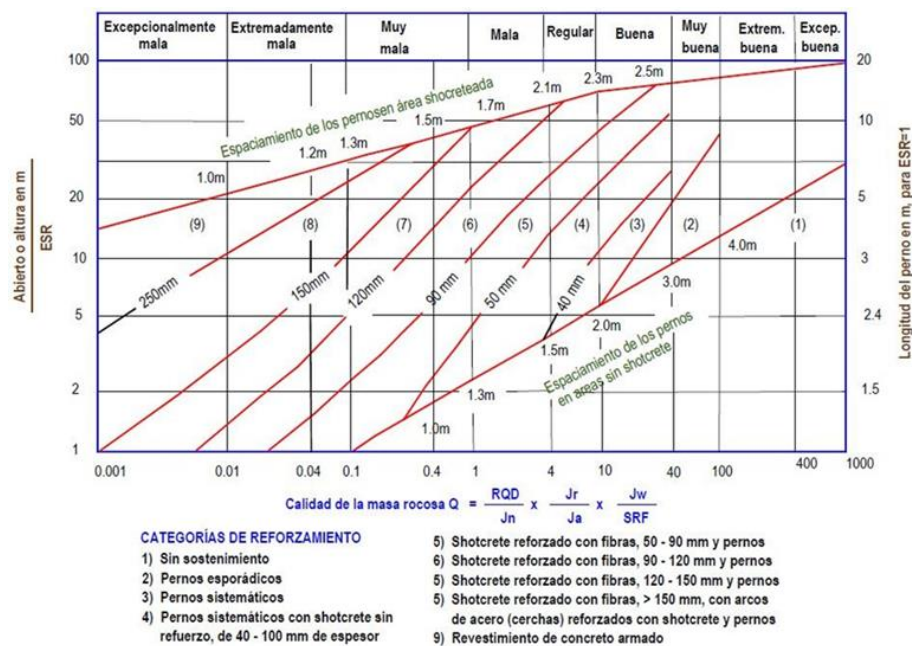 Excepcionalmente mala
Extremadamente mala
Muy mala
Mala
Regular
Buena
Muy buena
Extrem. buena
Excep. buena
100
50
20
10
5
2
1
Abierto o altura en m
ESR
20
10
5
3
2.4
1.5
Longitud del perno en m, para ESR=1
Espaciamiento de los pernosen área shocreteada
1.0m
1.2m
1.3m
1.5m
1.7m
2.1m
2.3m
2.5m
(9)
(8)
(7)
(6)
(5)
(4)
(3)
(2)
(1)
250mm
150mm
120mm
90 mm
50 mm
40 mm
4.0m
3.0m
2.0m
1.5m
1.3m
1.0m
Espaciamiento de los pernos
en areas sin shotcrete
0.001
0.01
0.04
0.1
0.4
1
4
10
40
100
400
1000
Calidad de la masa rocosa Q = RQD/Jn x Jr/Ja x Jw/SRF
CATEGORÍAS DE REFORZAMIENTO
1) Sin sostenimiento
2) Pernos esporádicos
3) Pernos sistemáticos
4) Pernos sistemáticos con shotcrete sin
refuerzo, de 40 - 100 mm de espesor
5) Shotcrete reforzado con fibras, 50 - 90 mm y pernos
6) Shotcrete reforzado con fibras, 90 - 120 mm y pernos
5) Shotcrete reforzado con fibras, 120 - 150 mm y pernos
5) Shotcrete reforzado con fibras, > 150 mm, con arcos
de acero (cerchas) reforzados con shotcrete y pernos
9) Revestimiento de concreto armado